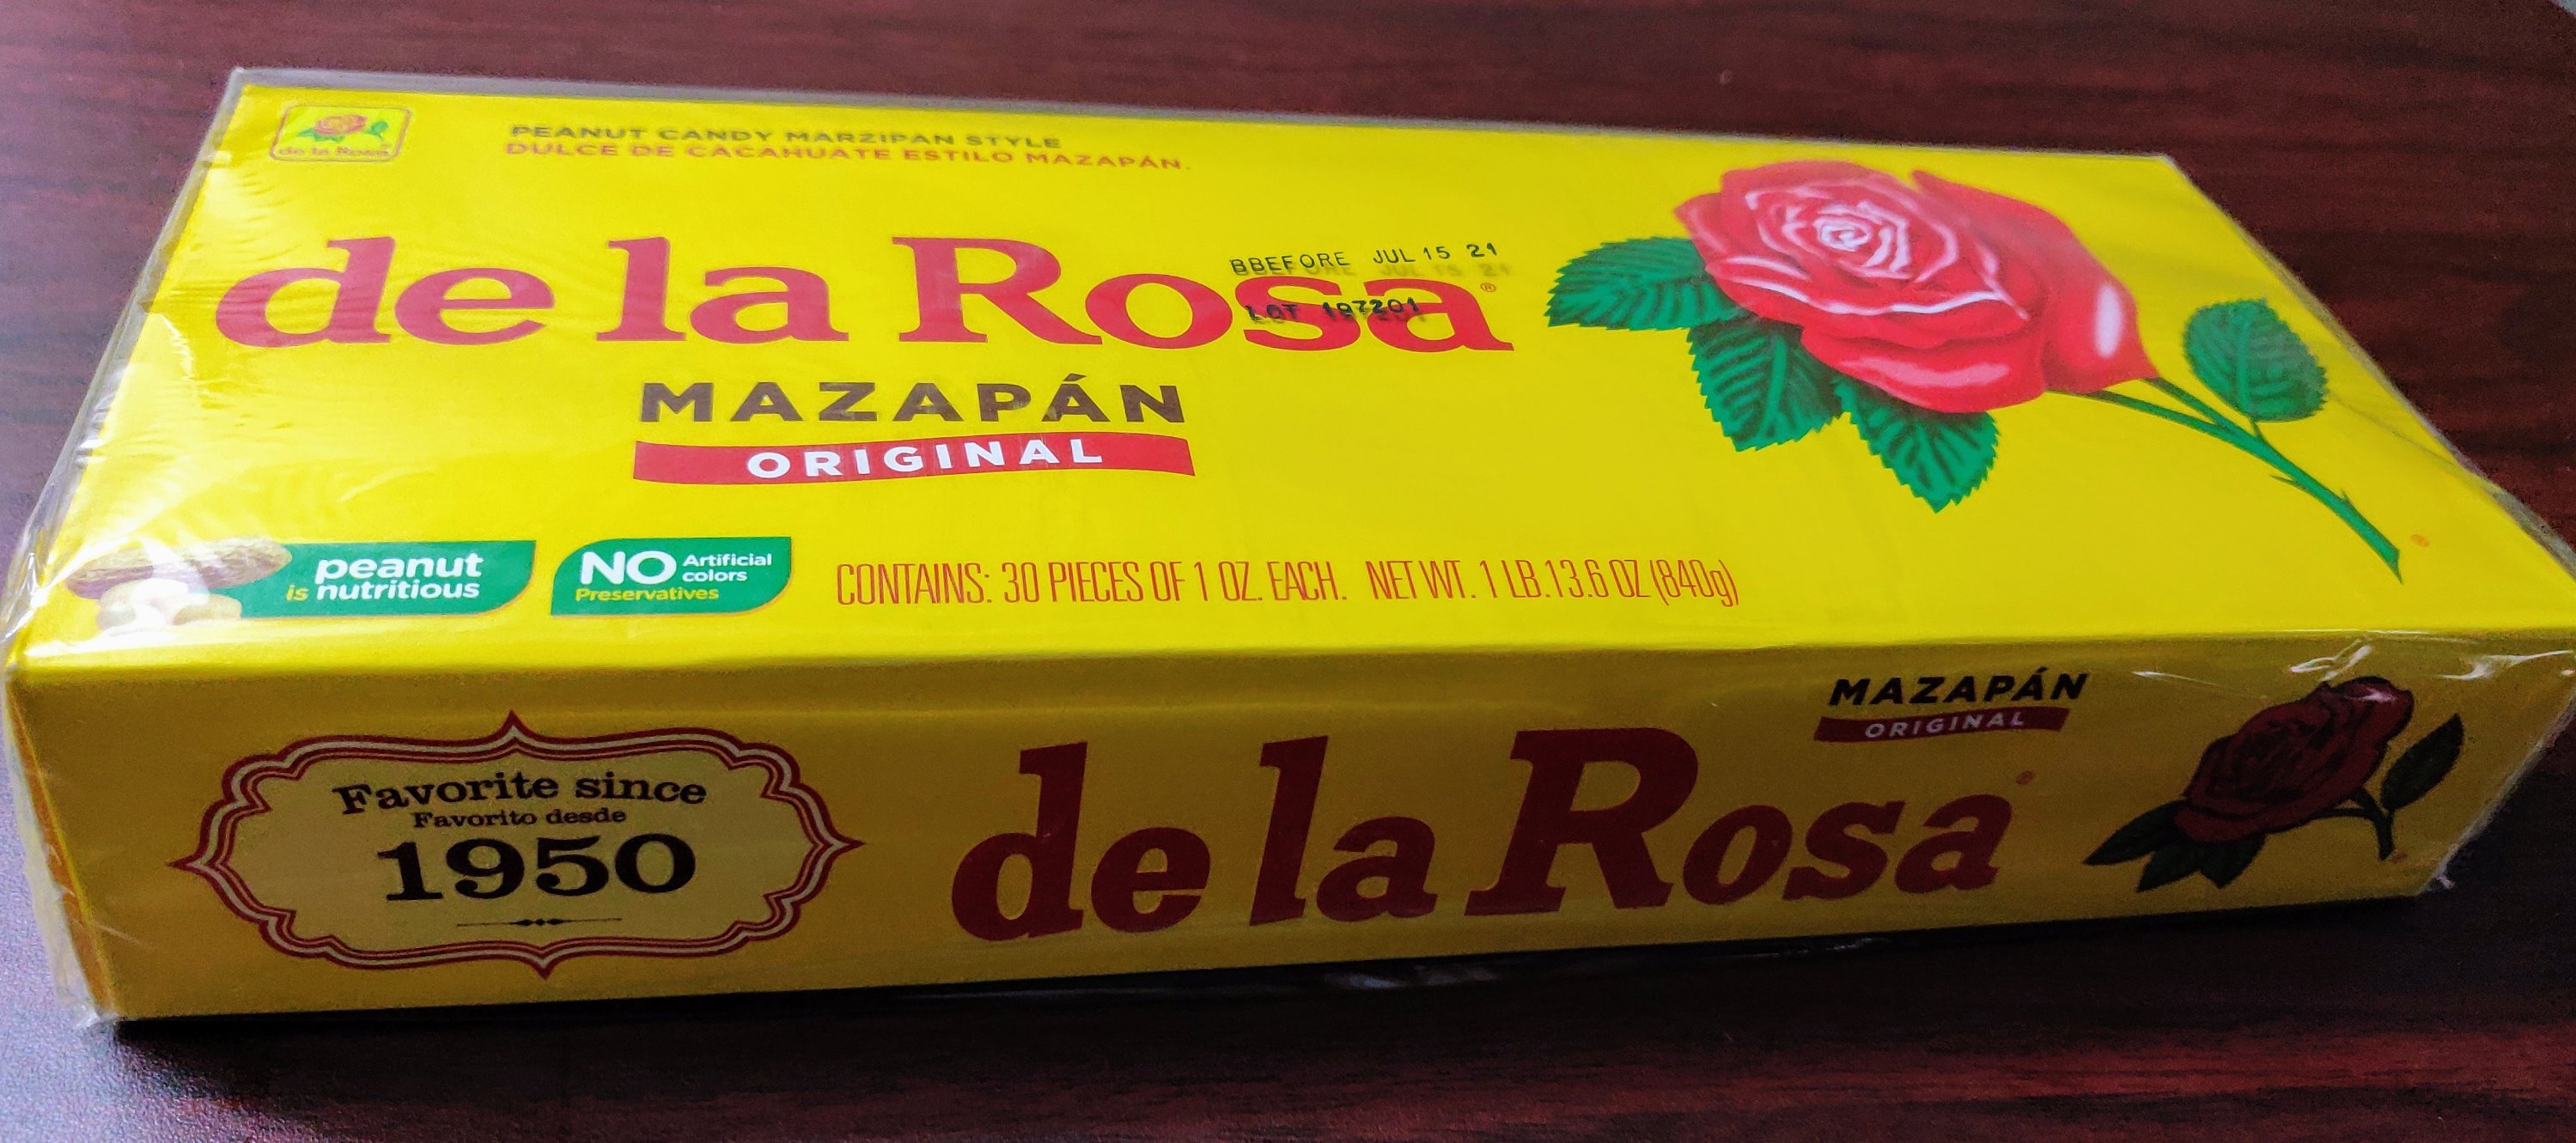 de la Rosa
PEANUT CANDY MARZIPAN STYLE
DULCE DE CACAHUATE ESTILO MAZAPÁN.
de la Rosa®
BBEFORE JUL 15 21
LOT 197201
MAZAPÁN
ORIGINAL
peanut
is nutritious
NO Artificial
colors
Preservatives
CONTAINS: 30 PIECES OF 1 OZ. EACH. NET WT. 1 LB.13.6 OZ (840g)
Favorite since
Favorito desde
1950
de la Rosa
MAZAPÁN
ORIGINAL